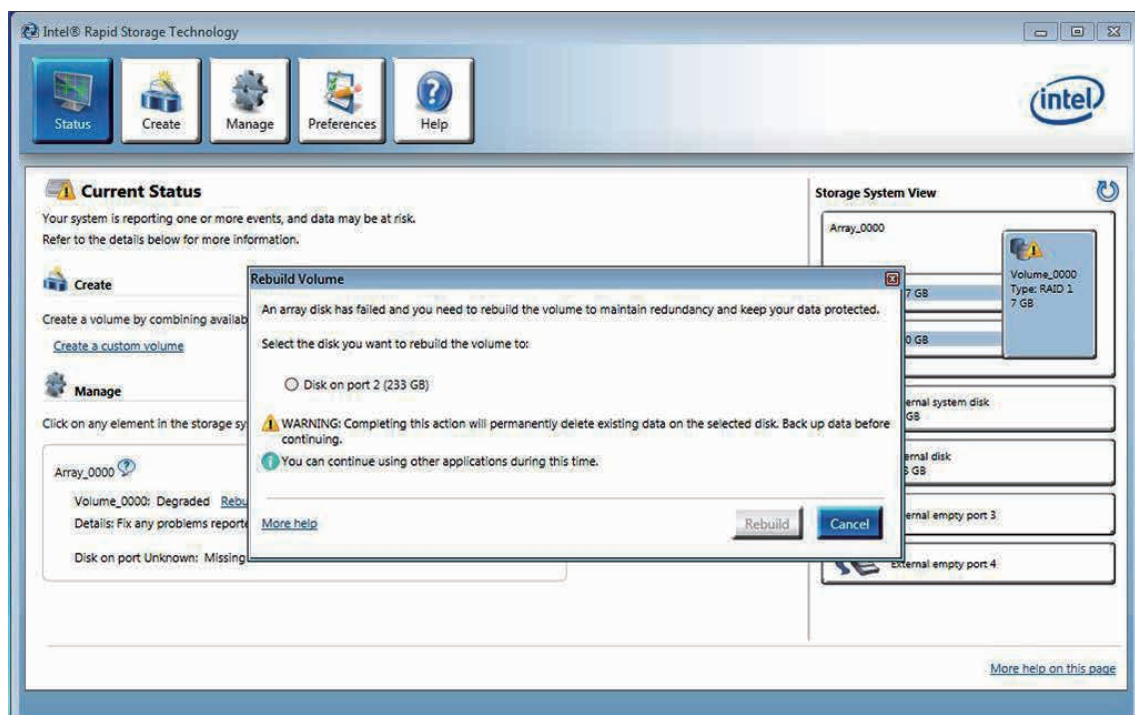 Intel® Rapid Storage Technology
Status
Create
Manage
Preferences
Help
intel
Current Status
Your system is reporting one or more events, and data may be at risk.
Refer to the details below for more information.
Create
Create a volume by combining
Create a custom volume
Manage
Click on any element in the storage
Array_0000
Volume_0000: Degraded
Details: Fix any problems
Disk on port Unknown: Missing
Rebuild Volume
An array disk has failed and you need to rebuild the volume to maintain redundancy and keep your data protected.
Select the disk you want to rebuild the volume to:
Disk on port 2 (233 GB)
WARNING: Completing this action will permanently delete existing data on the selected disk. Back up data before
continuing.
You can continue using other applications during this time.
More help
Rebuild
Cancel
Storage System View
Array_0000
Volume_0000
Type: RAID 1
7 GB
7 GB
0 GB
system disk
GB
disk
GB
empty port 3
External empty port 4
More help on this page